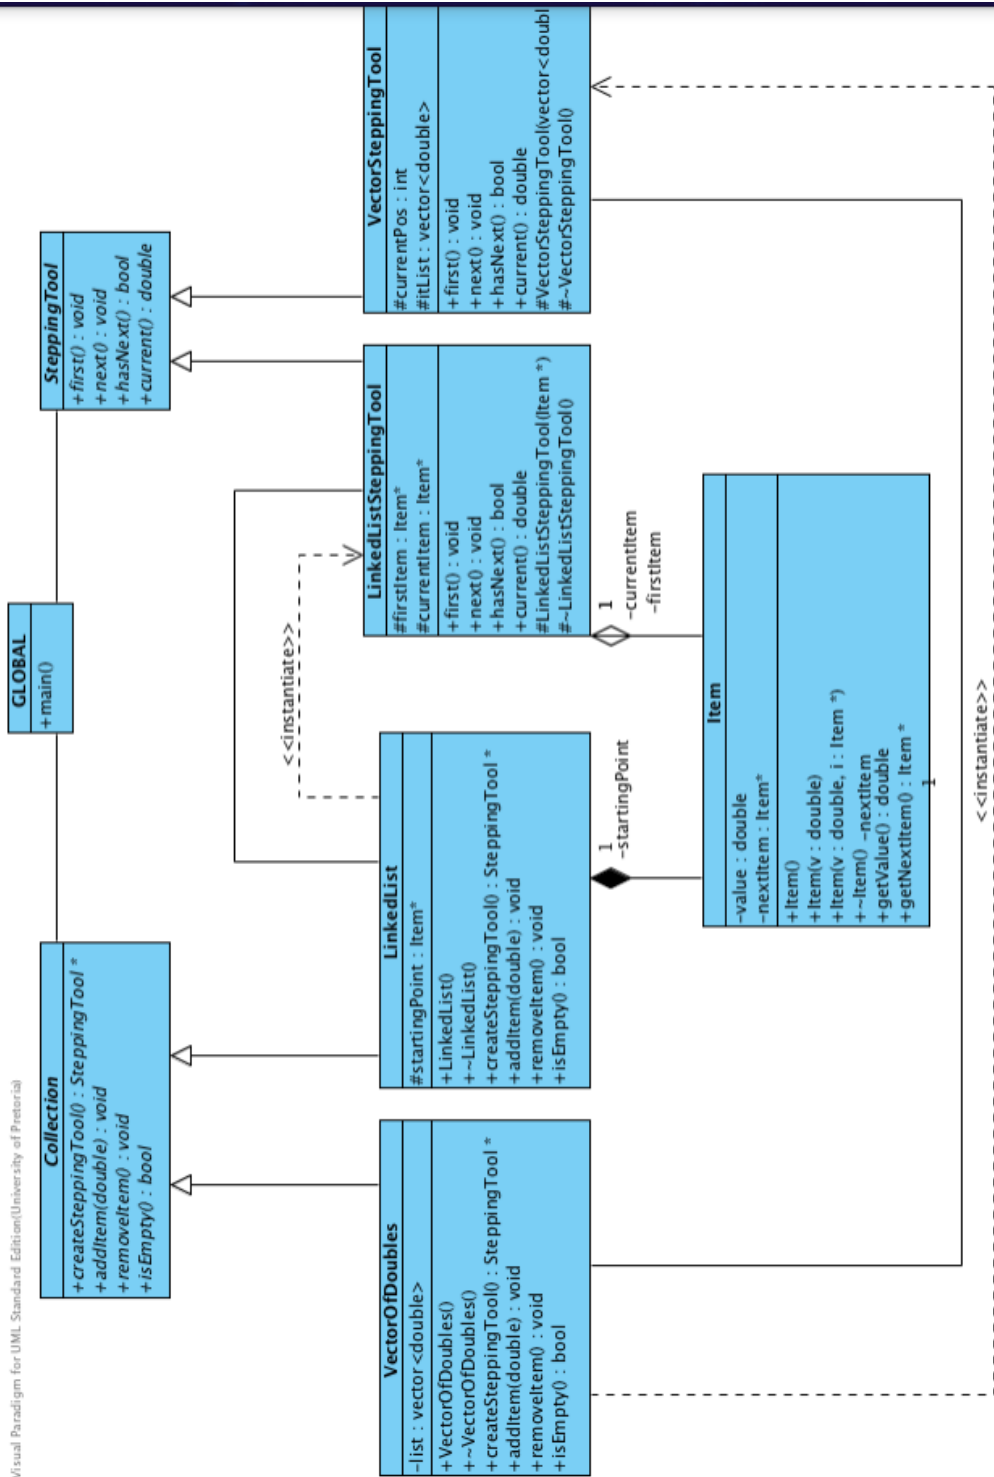 Visual Paradigm for UML Standard Edition(University of Pretoria)
GLOBAL
+main()
Collection
+createSteppingTool() : SteppingTool *
+addItem(double) : void
+removeItem() : void
+isEmpty() : bool
SteppingTool
+first() : void
+next() : void
+hasNext() : bool
+current() : double
<<instantiate>>
VectorOfDoubles
-list : vector<double>
+VectorOfDoubles()
+~VectorOfDoubles()
+createSteppingTool() : SteppingTool *
+addItem(double) : void
+removeItem() : void
+isEmpty() : bool
LinkedList
#startingPoint : Item*
+LinkedList()
+~LinkedList()
+createSteppingTool() : SteppingTool *
+addItem(double) : void
+removeItem() : void
+isEmpty() : bool
LinkedListSteppingTool
#firstItem : Item*
#currentItem : Item*
+first() : void
+next() : void
+hasNext() : bool
+current() : double
#LinkedListSteppingTool(Item *)
#~LinkedListSteppingTool()
VectorSteppingTool
#currentPos : int
#itList : vector<double>
+first() : void
+next() : void
+hasNext() : bool
+current() : double
#VectorSteppingTool(vector<doubl
#~VectorSteppingTool()
1
-startingPoint
1
-currentItem
-firstItem
Item
-value : double
-nextItem : Item*
+Item()
+Item(v : double)
+Item(v : double, i : Item *)
+~Item() -nextItem
+getValue() : double
+getNextItem() : Item *
1
<<instantiate>>